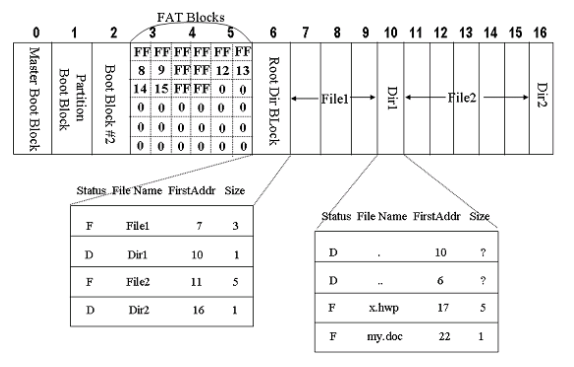 FAT Blocks
0 1 2 3 4 5 6 7 8 9 10 11 12 13 14 15 16
Master Boot Block
Partition Boot Block
Boot Block #2
FF FF FF FF FF FF
8 9 FF FF 12 13
14 15 FF FF 0 0
0 0 0 0 0 0
0 0 0 0 0 0
0 0 0 0 0 0
Root Dir BLock
File1
Dir1
File2
Dir2
Status File Name FirstAddr Size
F File1 7 3
D Dir1 10 1
F File2 11 5
D Dir2 16 1
Status File Name FirstAddr Size
D . 10 ?
D .. 6 ?
F x.hwp 17 5
F my.doc 22 1